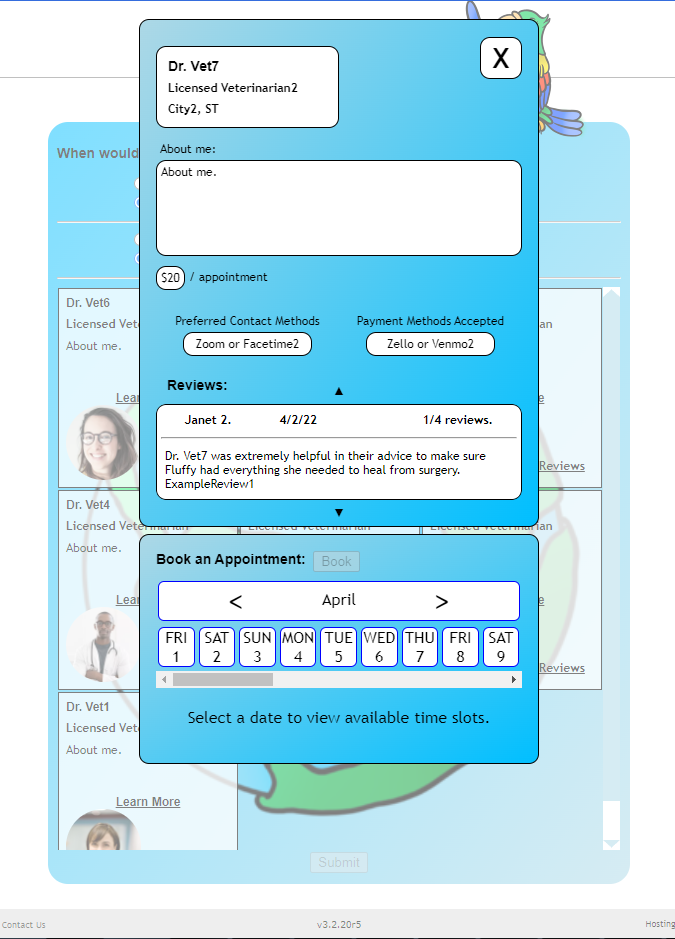 When would
Dr. Vet7
Licensed Veterinarian2
City2, ST
X
About me:
About me.
$20 / appointment
Preferred Contact Methods
Payment Methods Accepted
Zoom or Facetime2
Zello or Venmo2
Reviews:
▲
Janet 2. 4/2/22 1/4 reviews.
Dr. Vet7 was extremely helpful in their advice to make sure
Fluffy had everything she needed to heal from surgery.
ExampleReview1
▼
Book an Appointment: Book
< April >
FRI SAT SUN MON TUE WED THU FRI SAT
1 2 3 4 5 6 7 8 9
Select a date to view available time slots.
Dr. Vet6
Licensed Vet
About me.
Lear
Reviews
Dr. Vet4
Licensed Veterinarian
Licensed Veterinarian
Licensed Veterinarian
About me.
Lear
Reviews
Dr. Vet1
Licensed Vet
About me.
Learn More
Submit
Contact Us
v3.2.20r5
Hosting